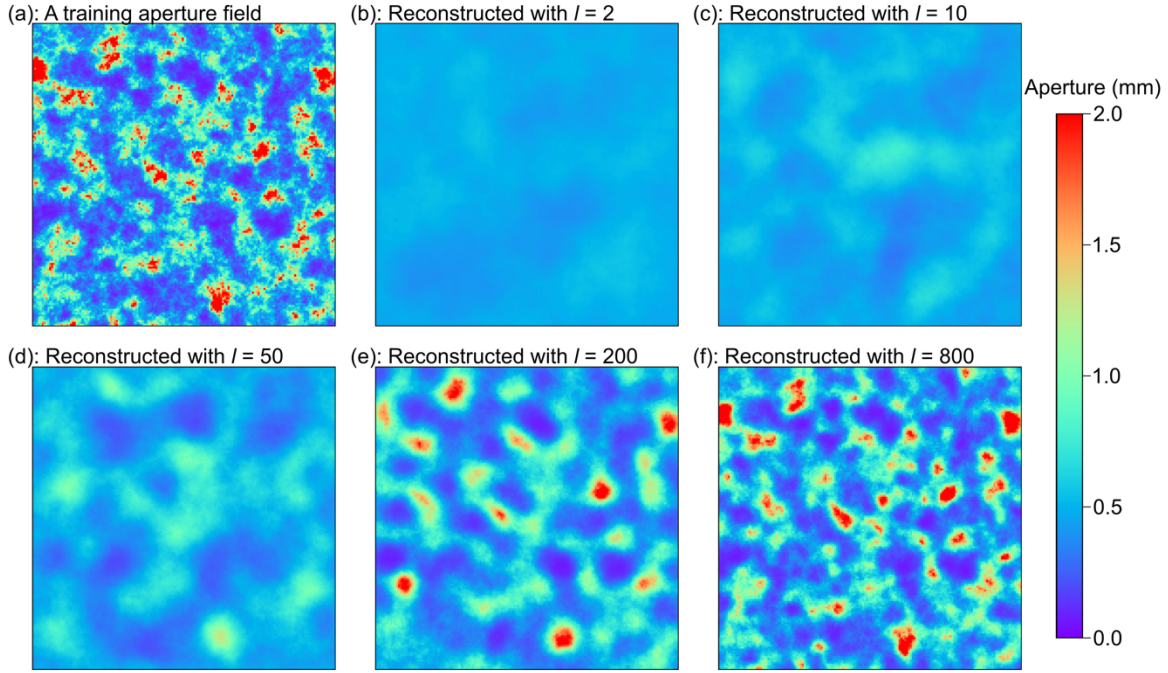 (a): A training aperture field
(b): Reconstructed with l = 2
(c): Reconstructed with l = 10
Aperture (mm)
2.0
1.5
1.0
0.5
0.0
(d): Reconstructed with l = 50
(e): Reconstructed with l = 200
(f): Reconstructed with l = 800